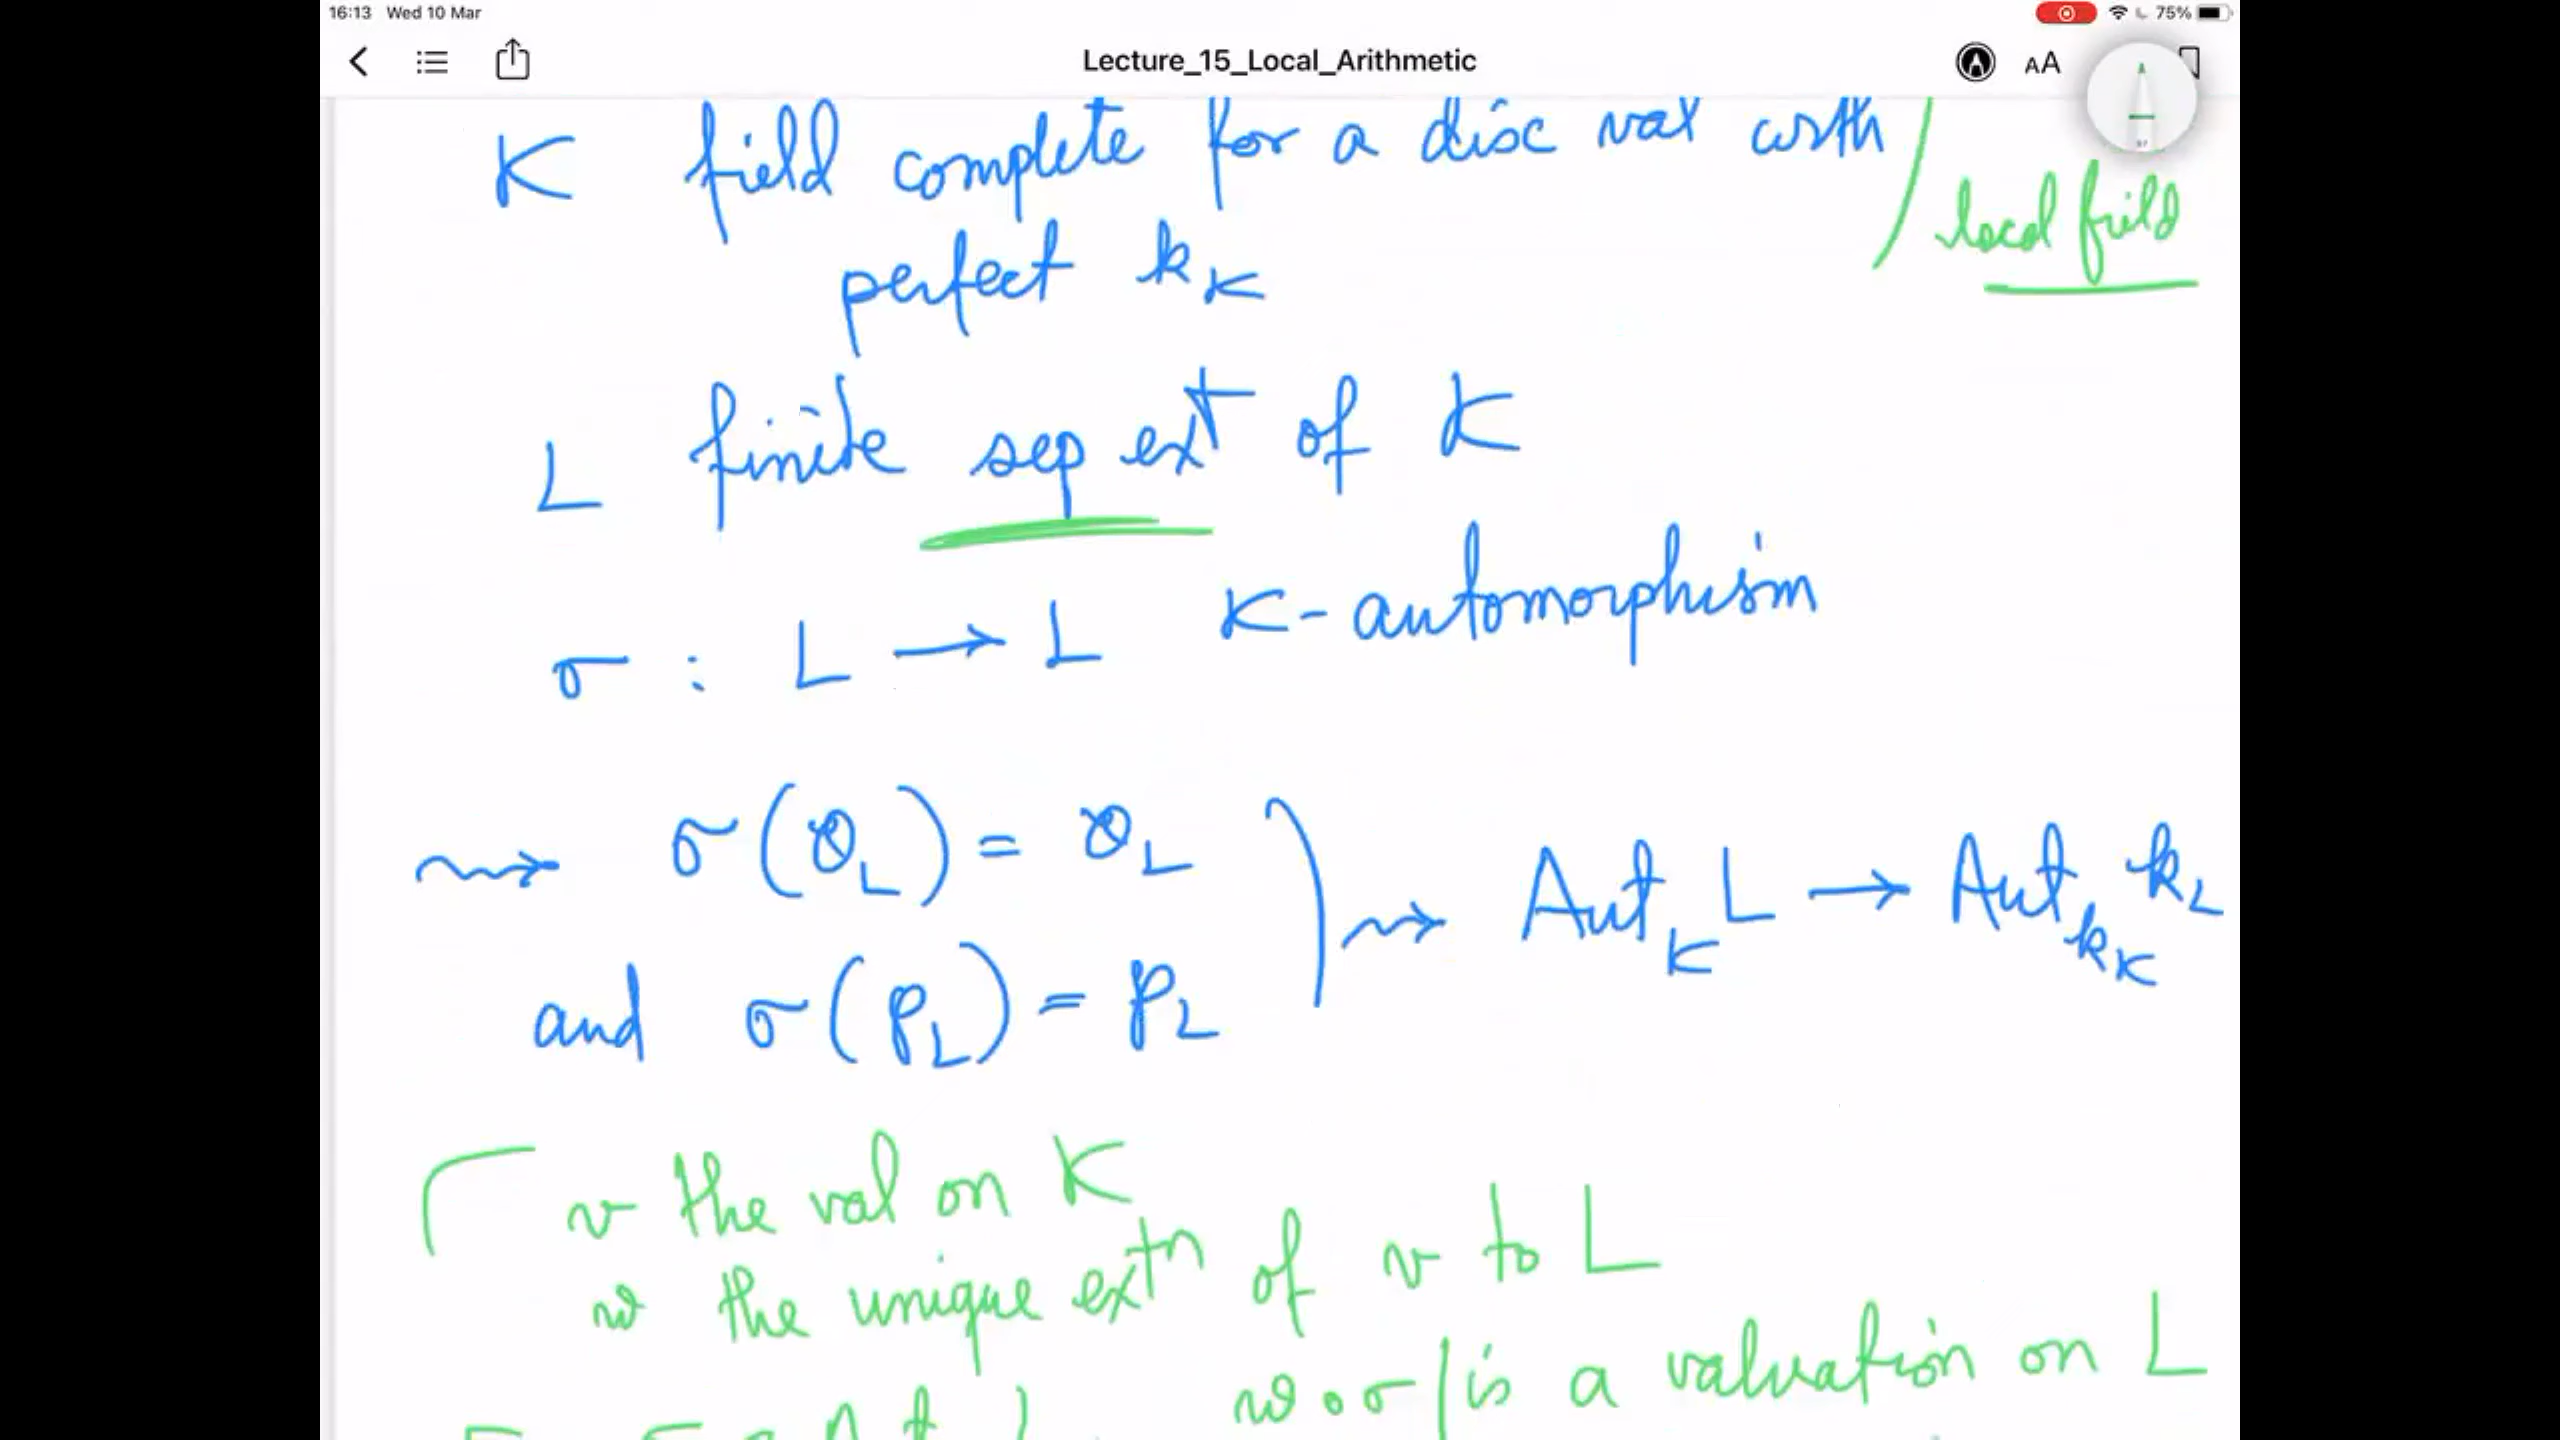 16:13 Wed 10 Mar 75%
Lecture_15_Local_Arithmetic
AA
K field complete for a disc val with
perfect k_K
local field
L finite sep ext of K
σ : L → L K-automorphism
⇝ σ(O_L) = O_L ⇝ Aut_K L → Aut_{k_K} k_L
and σ(p_L) = p_L
v the val on K
w the unique extn of v to L
w∘σ is a valuation on L